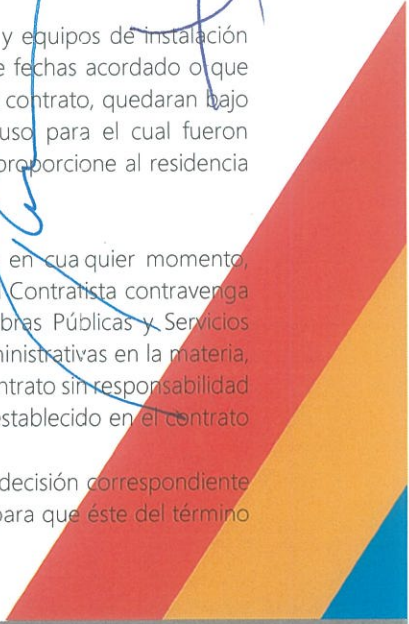 y equipos de instalación
e fechas acordado o que
contrato, quedaran bajo
uso para el cual fueron
proporcione al residencia
en cua quier momento,
Contratista contravenga
bras Públicas y Servicios
ministrativas en la materia,
ntrato sin responsabilidad
establecido en el contrato
decisión correspondiente
para que éste del término